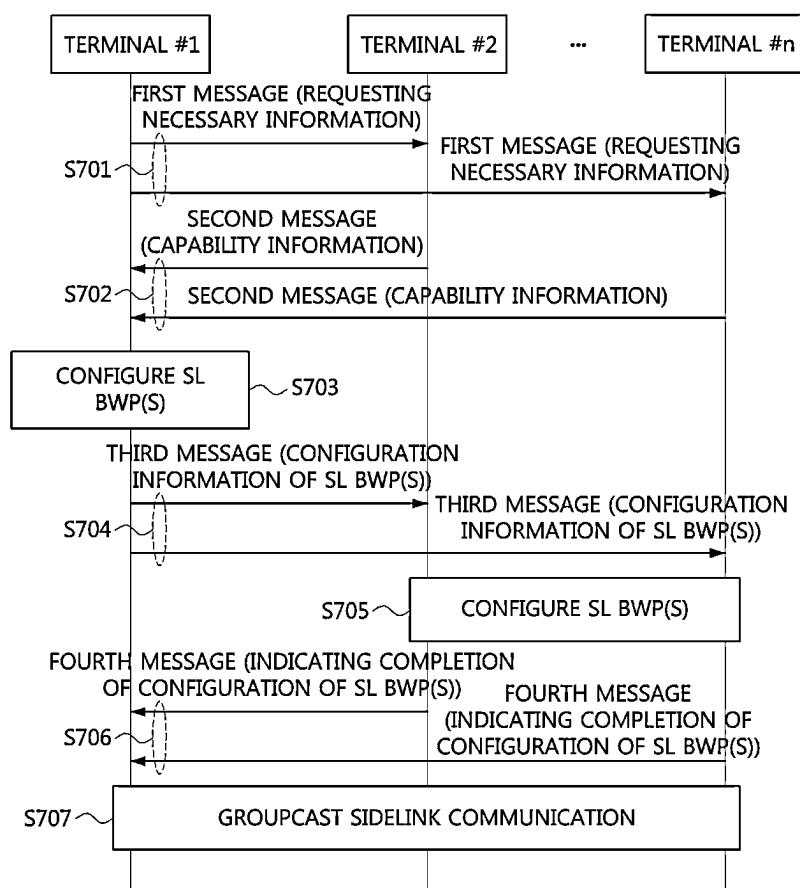 TERMINAL #1
TERMINAL #2
...
TERMINAL #n
FIRST MESSAGE (REQUESTING
NECESSARY INFORMATION)
FIRST MESSAGE (REQUESTING
NECESSARY INFORMATION)
S701
SECOND MESSAGE
(CAPABILITY INFORMATION)
S702
SECOND MESSAGE (CAPABILITY INFORMATION)
CONFIGURE SL
BWP(S)
S703
THIRD MESSAGE (CONFIGURATION
INFORMATION OF SL BWP(S))
THIRD MESSAGE (CONFIGURATION
INFORMATION OF SL BWP(S))
S704
S705
CONFIGURE SL BWP(S)
FOURTH MESSAGE (INDICATING COMPLETION
OF CONFIGURATION OF SL BWP(S))
FOURTH MESSAGE
(INDICATING COMPLETION OF
CONFIGURATION OF SL BWP(S))
S706
S707
GROUPCAST SIDELINK COMMUNICATION